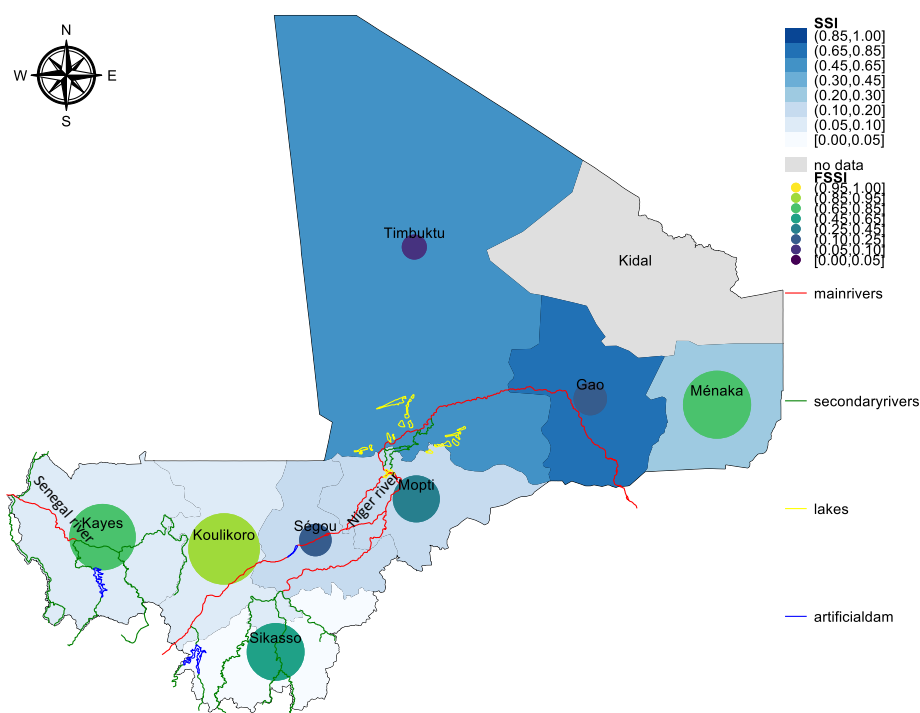 N
W E
S
SSI
(0.85,1.00]
(0.65,0.85]
(0.45,0.65]
(0.30,0.45]
(0.20,0.30]
(0.10,0.20]
(0.05,0.10]
[0.00,0.05]
no data
FSSI
(0.95,1.00]
(0.85,0.95]
(0.65,0.85]
(0.45,0.65]
(0.25,0.45]
(0.10,0.25]
(0.05,0.10]
[0.00,0.05]
mainrivers
secondaryrivers
lakes
artificialdam
Timbuktu
Kidal
Gao
Ménaka
Mopti
Niger river
Ségou
Koulikoro
Kayes
Senegal river
Sikasso